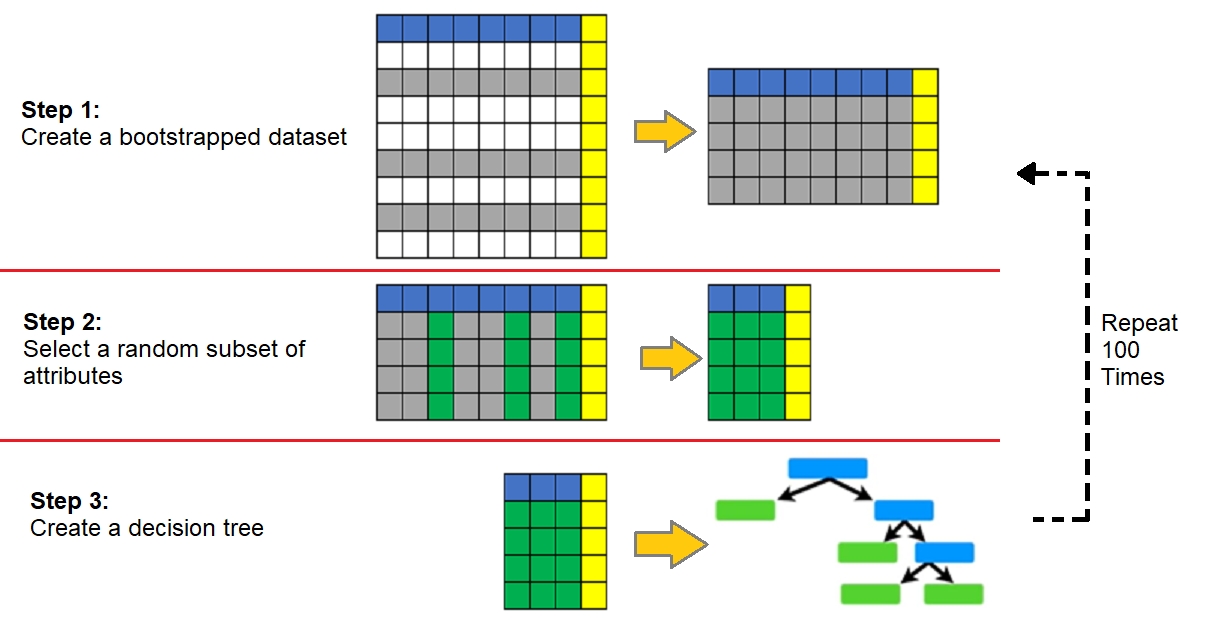 Step 1:
Create a bootstrapped dataset
Step 2:
Select a random subset of
attributes
Repeat
100
Times
Step 3:
Create a decision tree